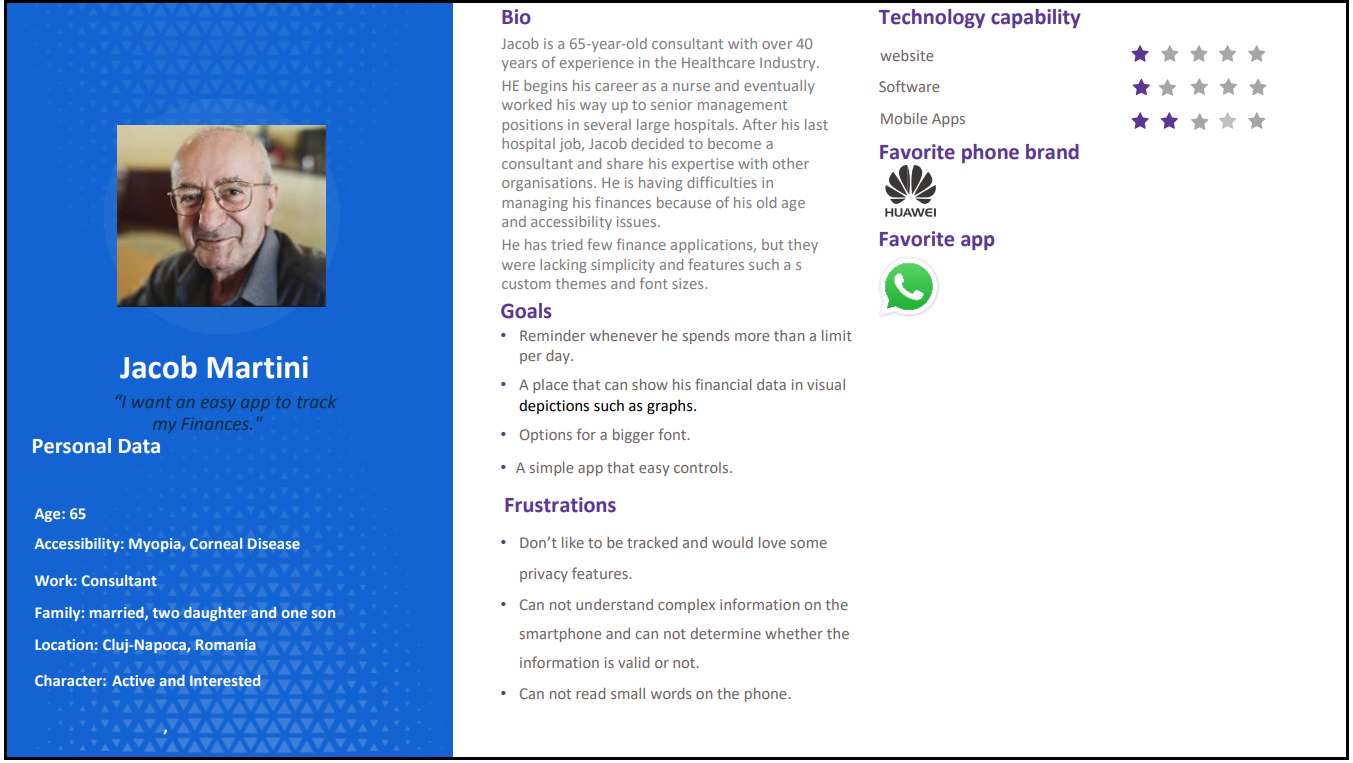 Jacob Martini
“I want an easy app to track
my Finances."
Personal Data
Age: 65
Accessibility: Myopia, Corneal Disease
Work: Consultant
Family: married, two daughter and one son
Location: Cluj-Napoca, Romania
Character: Active and Interested
,
Bio
Jacob is a 65-year-old consultant with over 40
years of experience in the Healthcare Industry.
HE begins his career as a nurse and eventually
worked his way up to senior management
positions in several large hospitals. After his last
hospital job, Jacob decided to become a
consultant and share his expertise with other
organisations. He is having difficulties in
managing his finances because of his old age
and accessibility issues.
He has tried few finance applications, but they
were lacking simplicity and features such a s
custom themes and font sizes.
Goals
• Reminder whenever he spends more than a limit
per day.
• A place that can show his financial data in visual
depictions such as graphs.
• Options for a bigger font.
• A simple app that easy controls.
Frustrations
• Don’t like to be tracked and would love some
privacy features.
• Can not understand complex information on the
smartphone and can not determine whether the
information is valid or not.
• Can not read small words on the phone.
Technology capability
website
Software
Mobile Apps
Favorite phone brand
HUAWEI
Favorite app